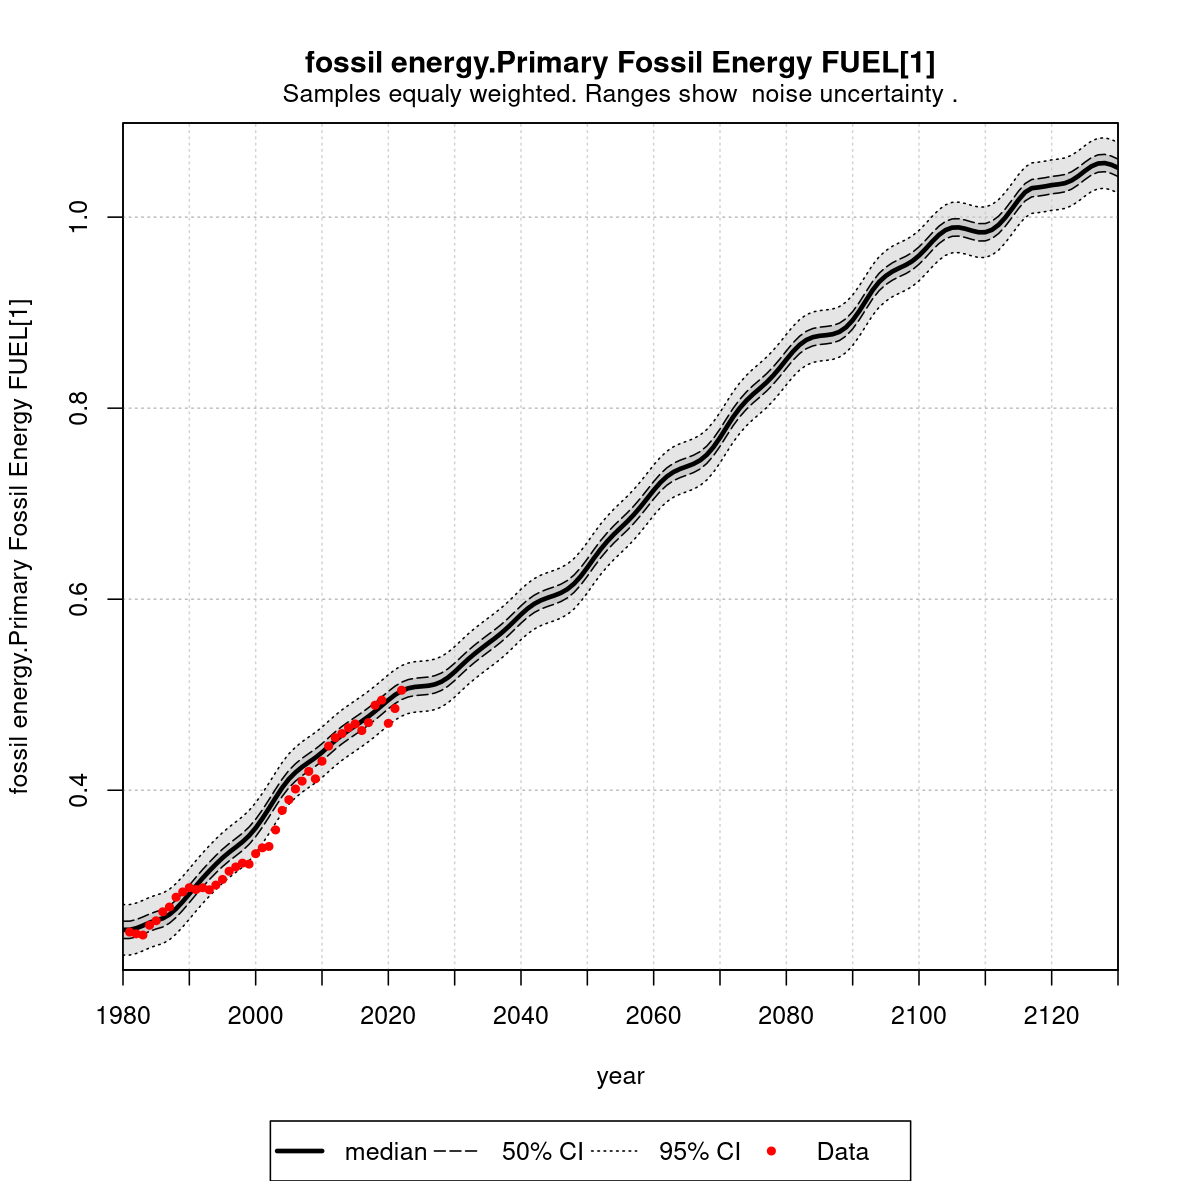 fossil energy.Primary Fossil Energy FUEL[1]
Samples equaly weighted. Ranges show  noise uncertainty .
fossil energy.Primary Fossil Energy FUEL[1]
1.0
0.8
0.6
0.4
1980 2000 2020 2040 2060 2080 2100 2120
year
median 50% CI 95% CI Data